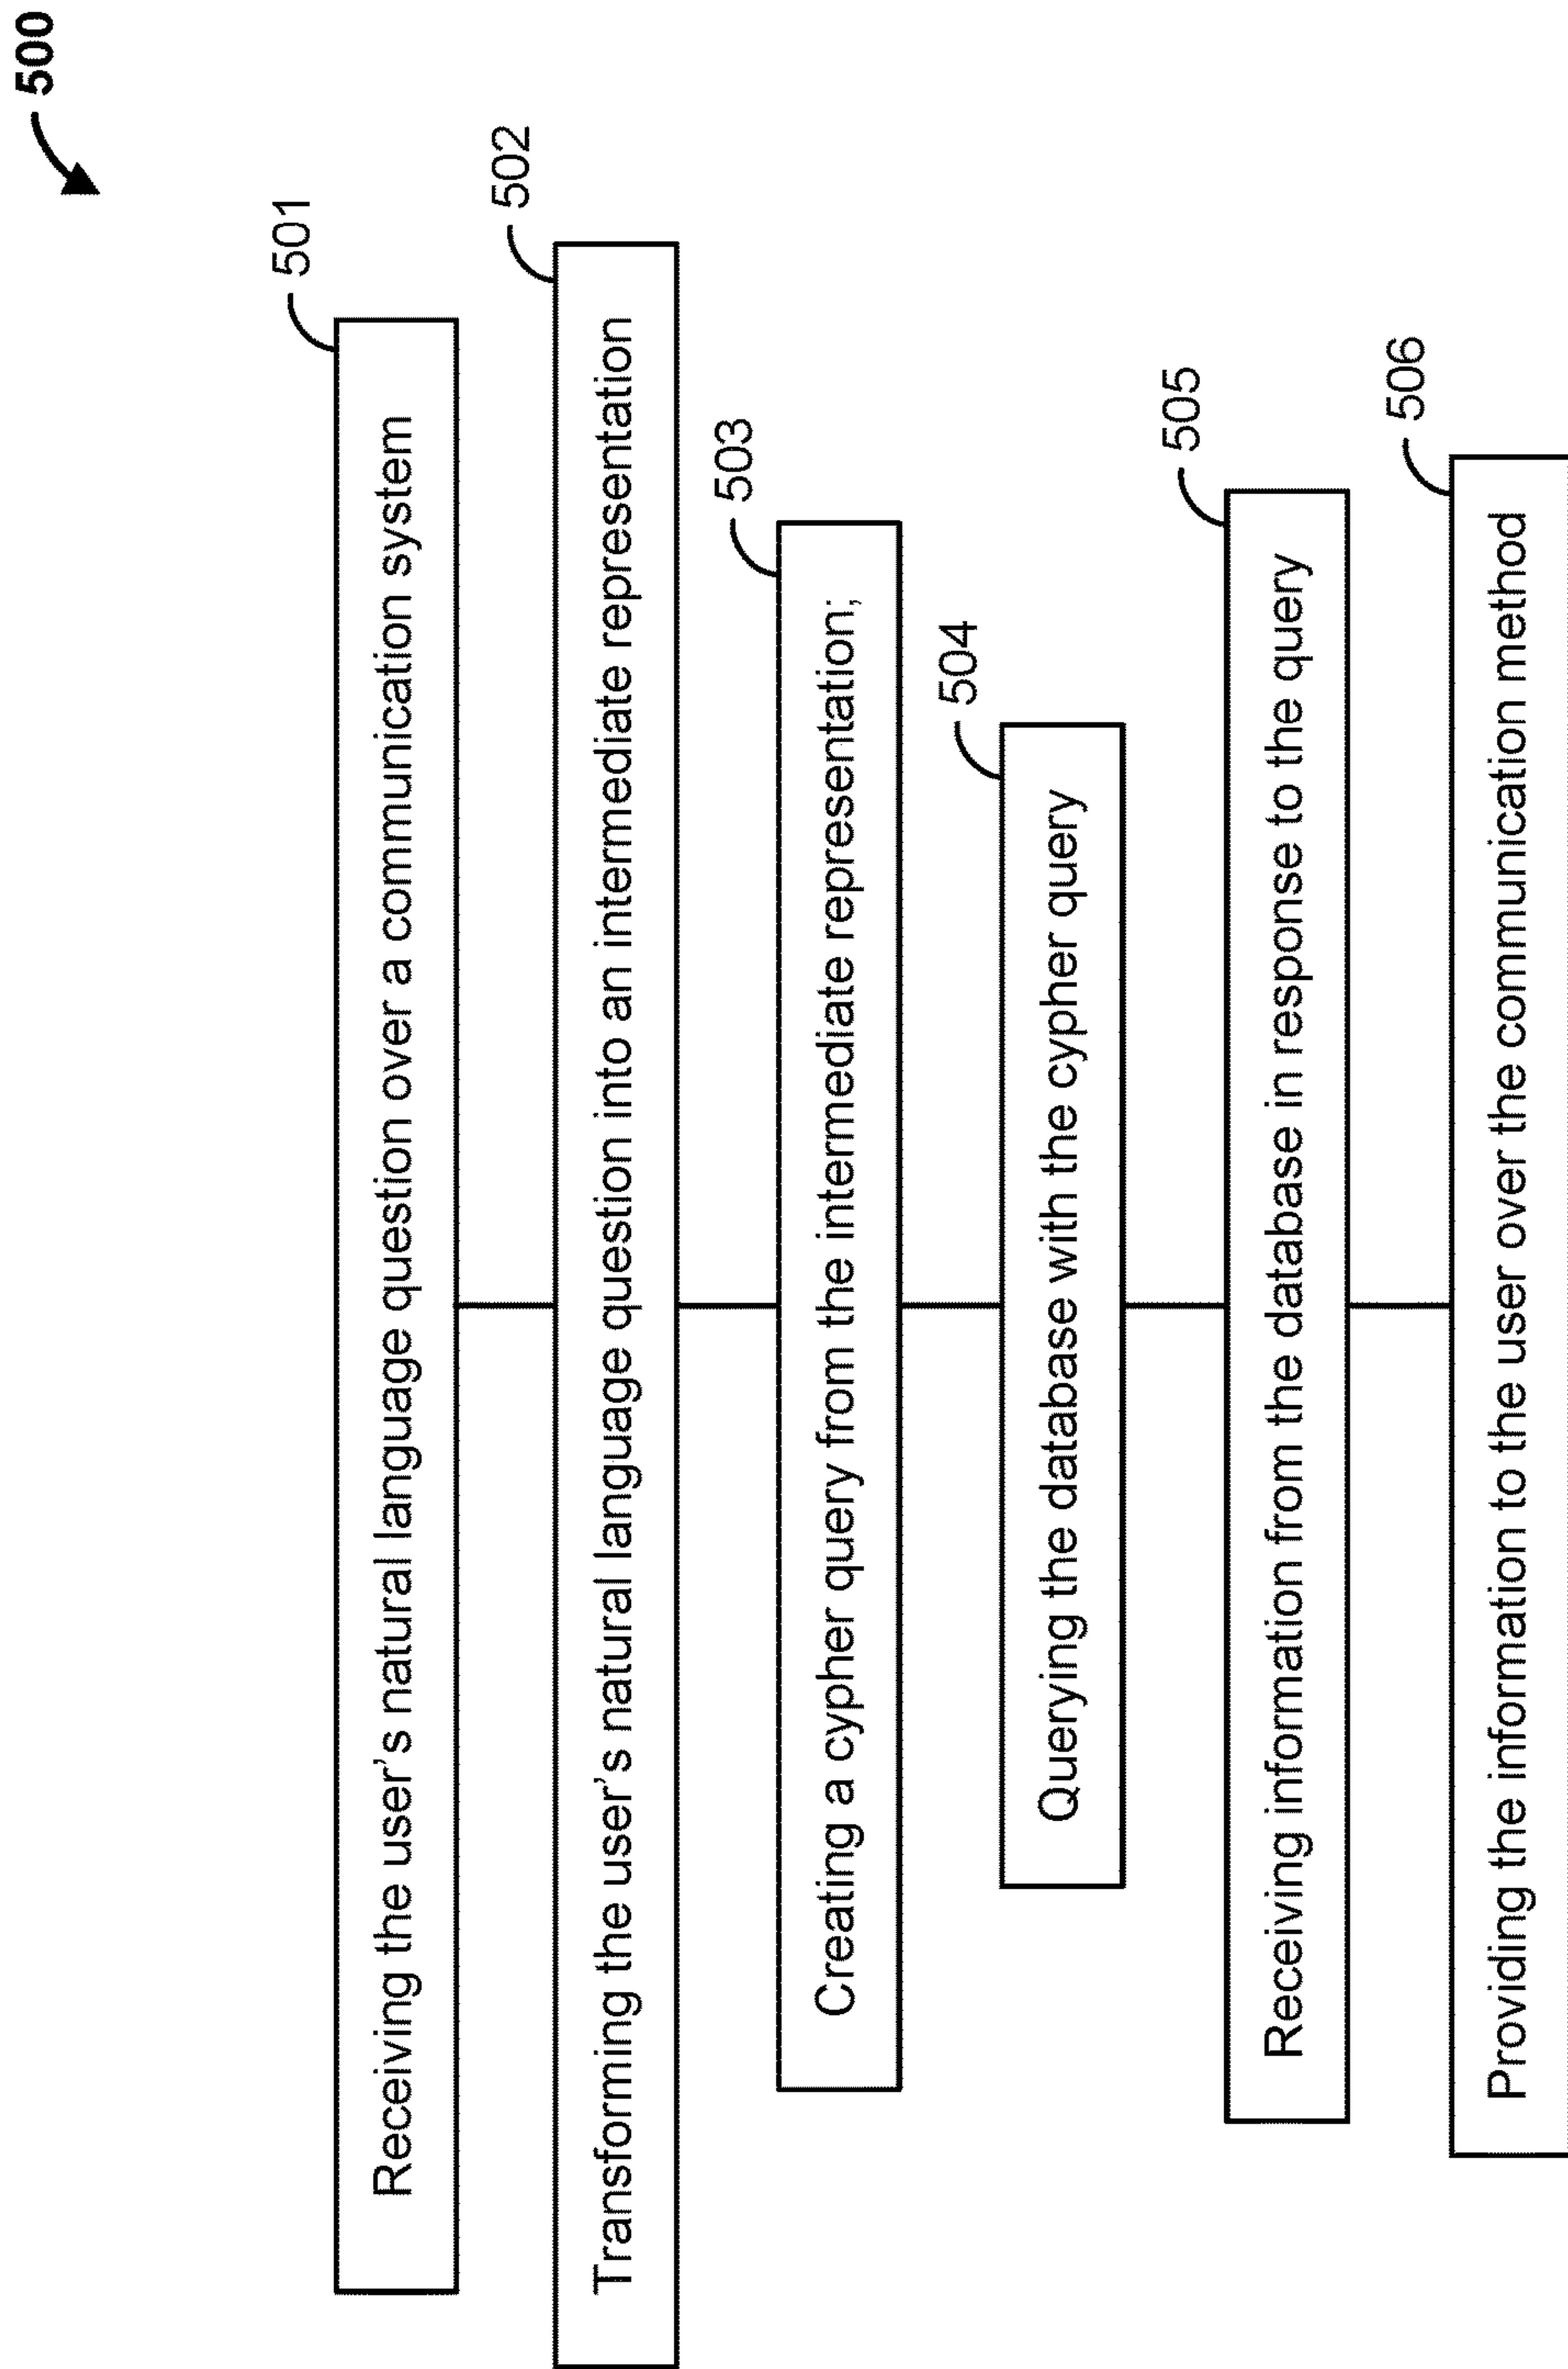 500
501
Receiving the user's natural language question over a communication system
502
Transforming the user's natural language question into an intermediate representation
503
Creating a cypher query from the intermediate representation;
504
Querying the database with the cypher query
505
Receiving information from the database in response to the query
506
Providing the information to the user over the communication method